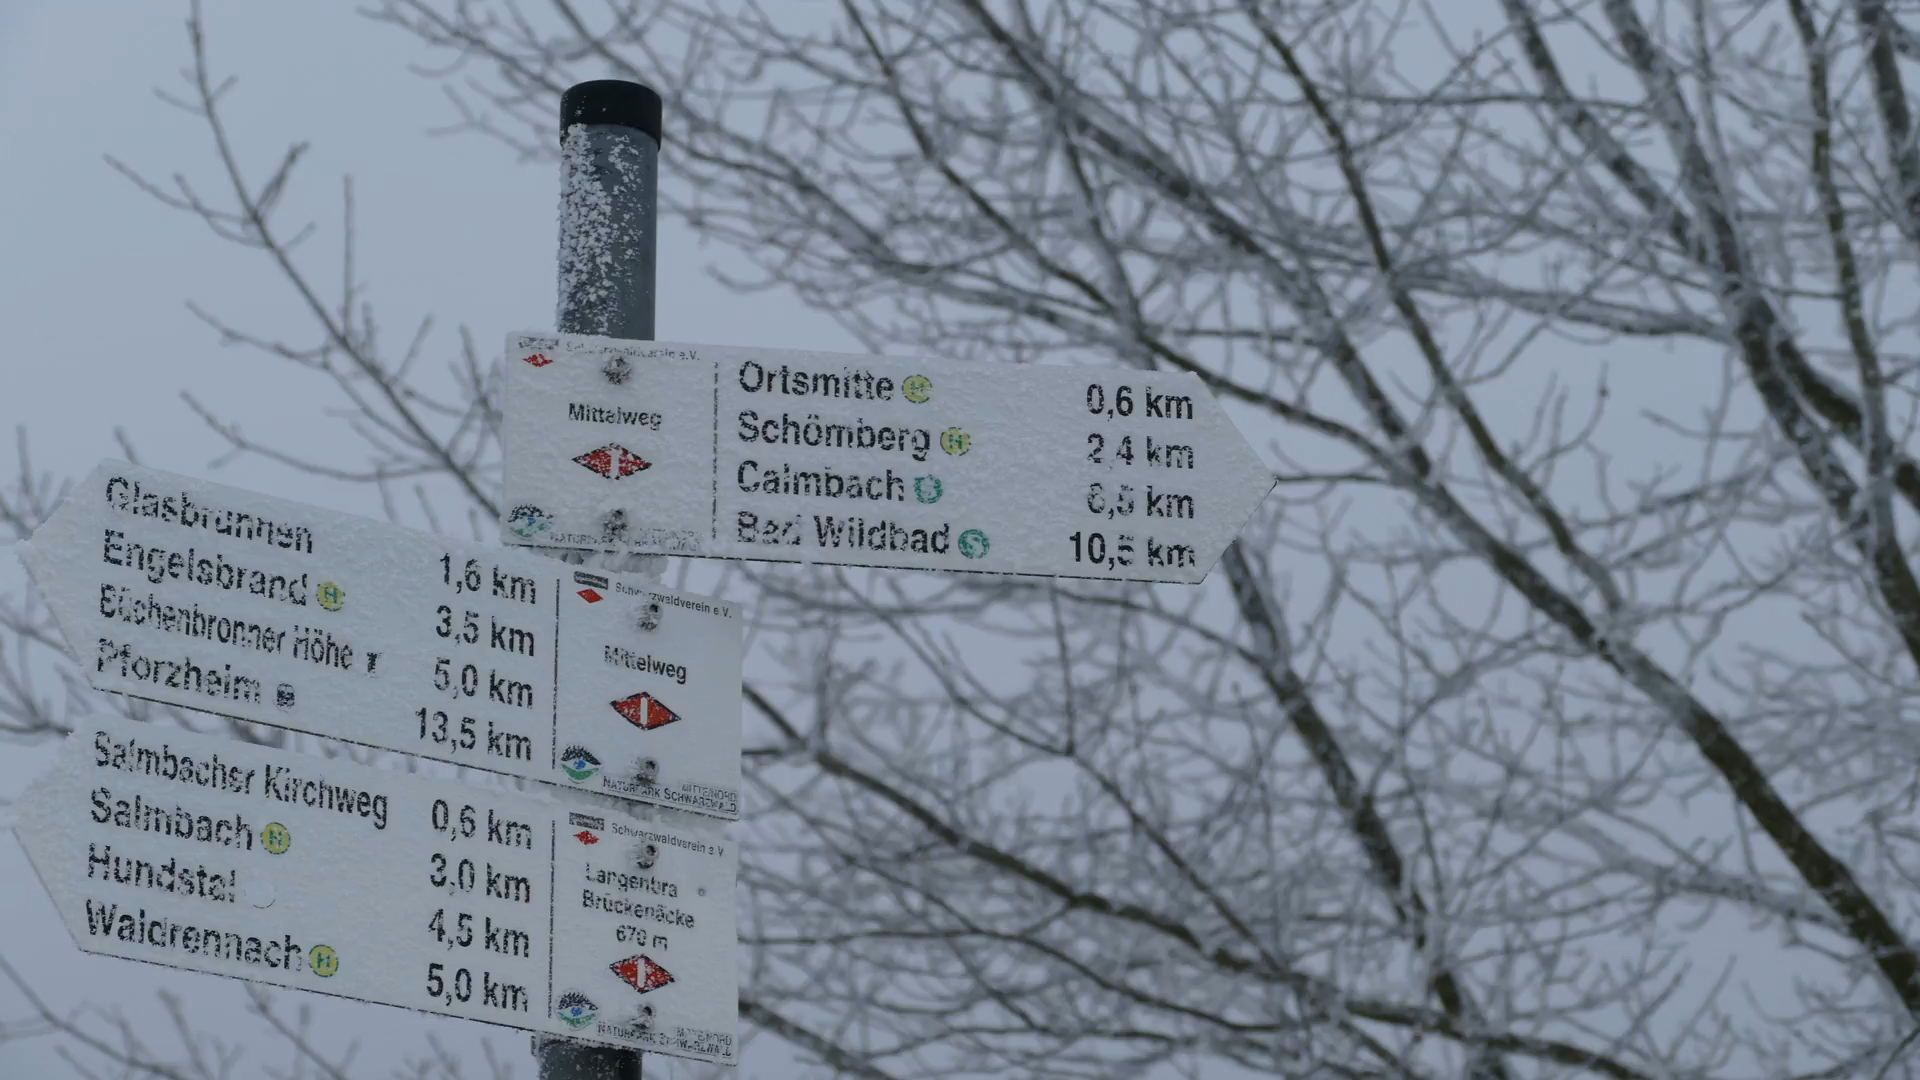 Schwarzwaldverein e.V.
Mittelweg
Ortsmitte H 0,6 km
Schömberg H 2,4 km
Calmbach S 6,5 km
Bad Wildbad S 10,5 km
Glasbrunnen 1,6 km
Engelsbrand H 3,5 km
Büchenbronner Höhe 5,0 km
Pforzheim 13,5 km
Schwarzwaldverein e.V.
Mittelweg
NATURPARK SCHWARZWALD
MITTE/NORD
Salmbacher Kirchweg 0,6 km
Salmbach H 3,0 km
Hundstal 4,5 km
Waldrennach H 5,0 km
Schwarzwaldverein e.V.
Langenbra
Brückenäcke
670 m
NATURPARK SCHWARZWALD
MITTE/NORD